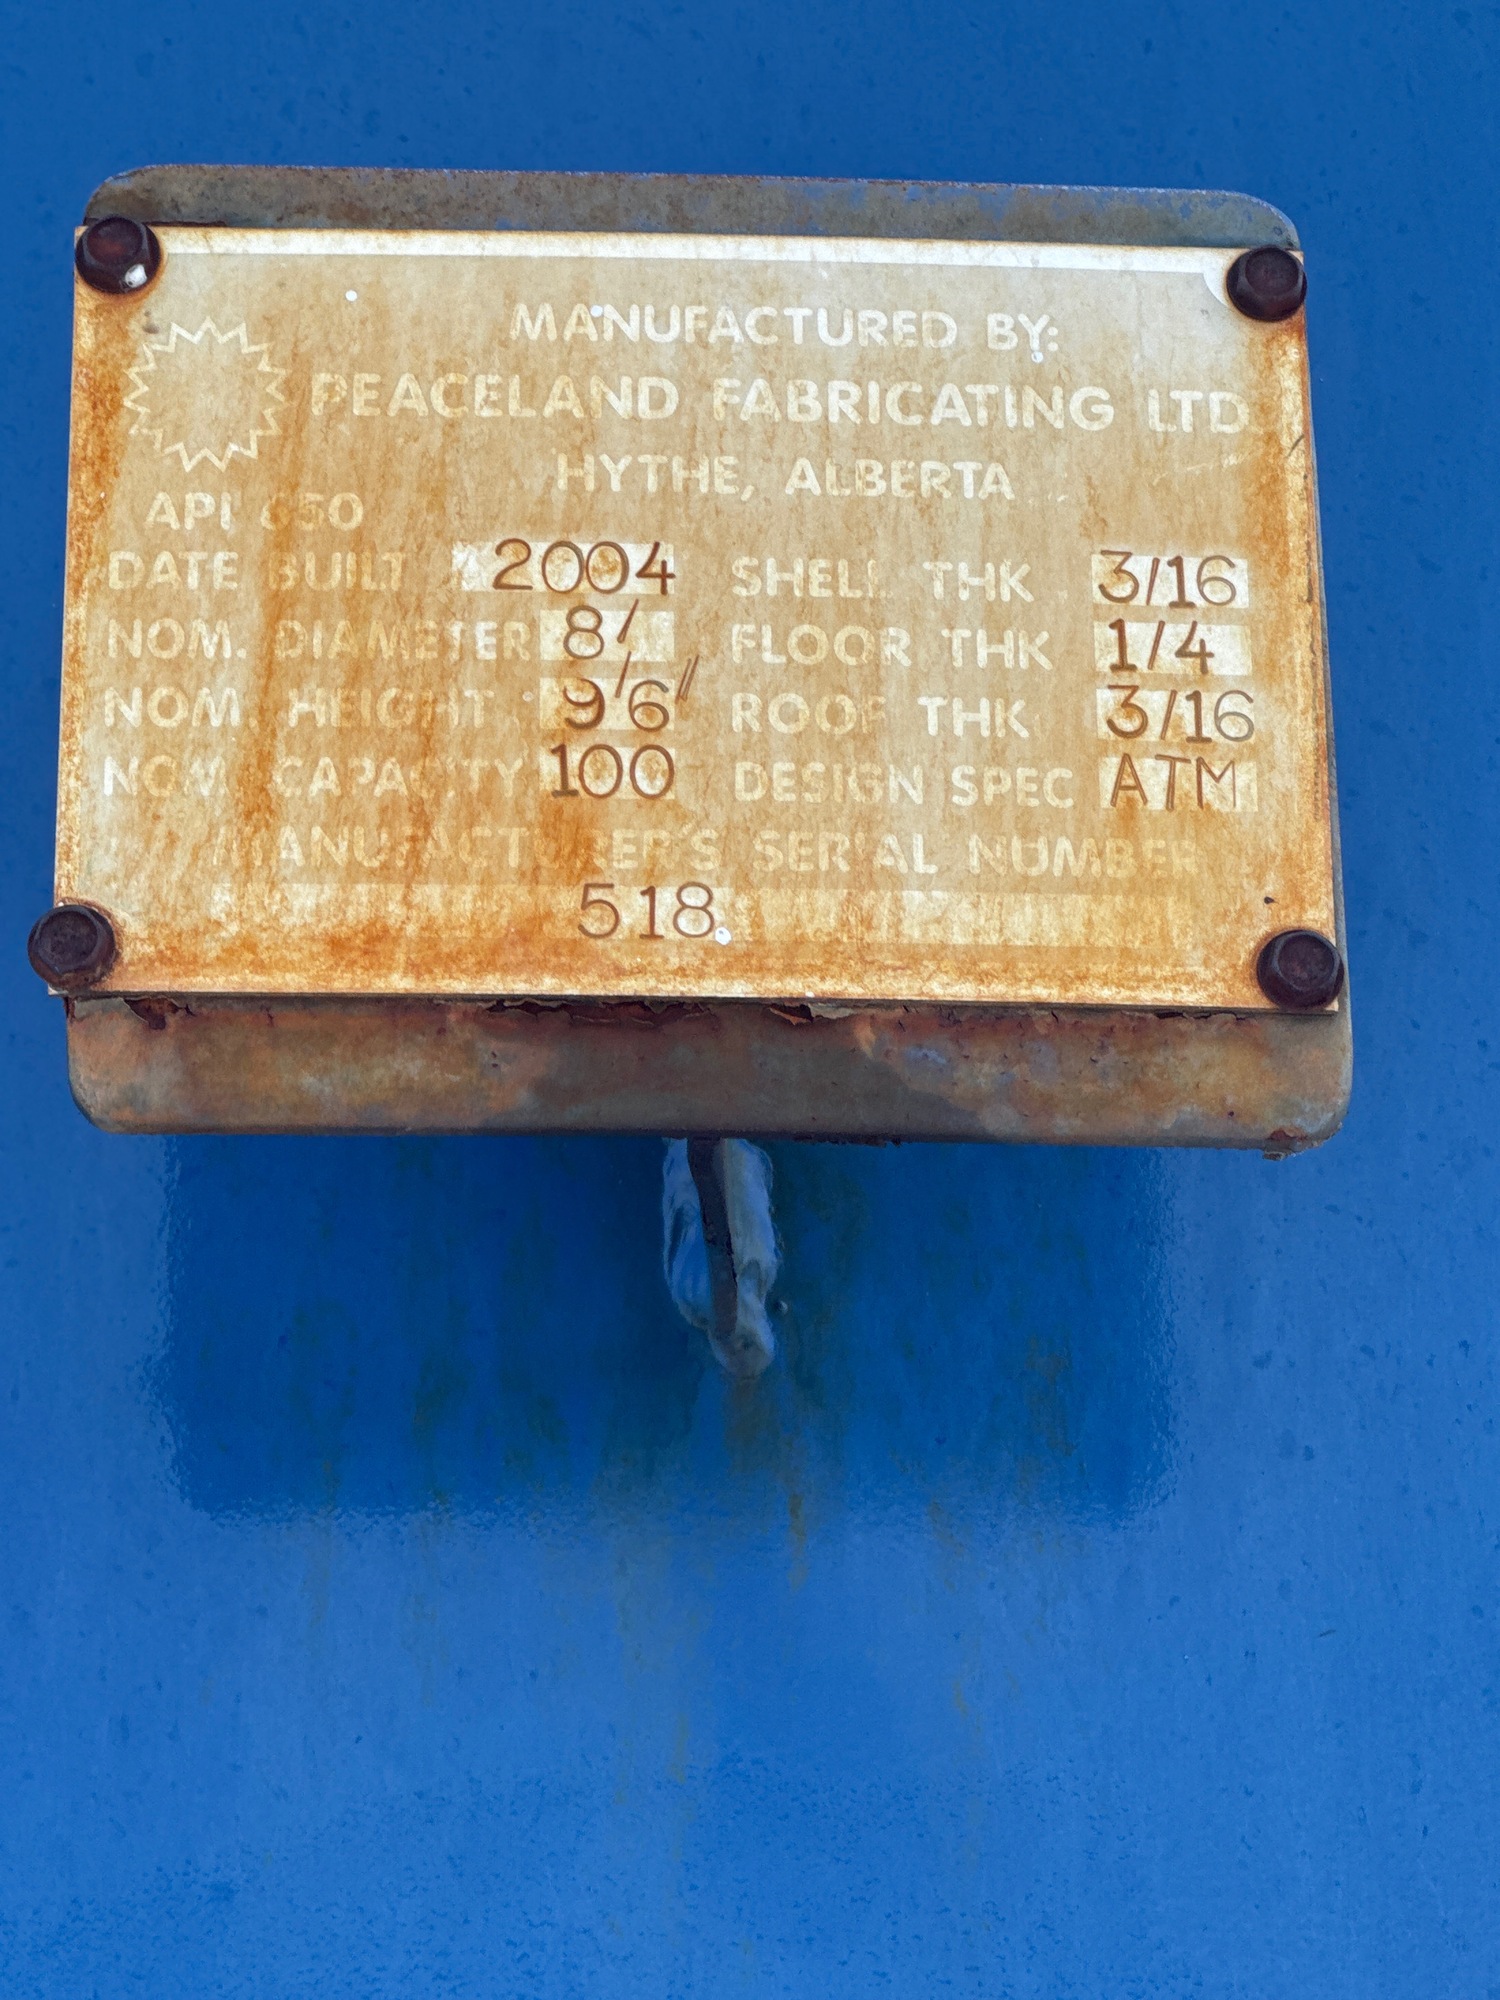 MANUFACTURED BY:
PEACELAND FABRICATING LTD
HYTHE, ALBERTA
API 650
DATE BUILT 2004 SHELL THK 3/16
NOM. DIAMETER 8' FLOOR THK 1/4
NOM. HEIGHT 9'6" ROOF THK 3/16
NOM. CAPACITY 100 DESIGN SPEC ATM
MANUFACTURER'S SERIAL NUMBER
518